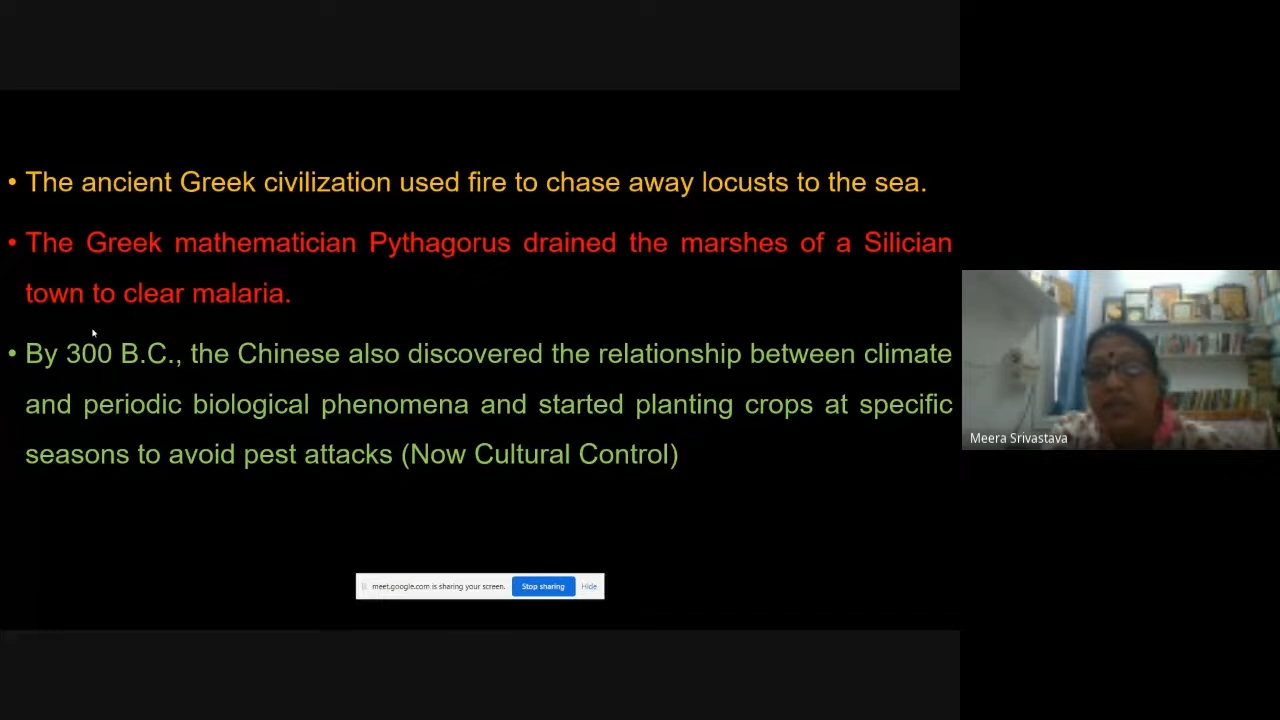 • The ancient Greek civilization used fire to chase away locusts to the sea.
• The Greek mathematician Pythagorus drained the marshes of a Silician
town to clear malaria.
• By 300 B.C., the Chinese also discovered the relationship between climate
and periodic biological phenomena and started planting crops at specific
seasons to avoid pest attacks (Now Cultural Control)
Meera Srivastava
meet.google.com is sharing your screen. Stop sharing Hide